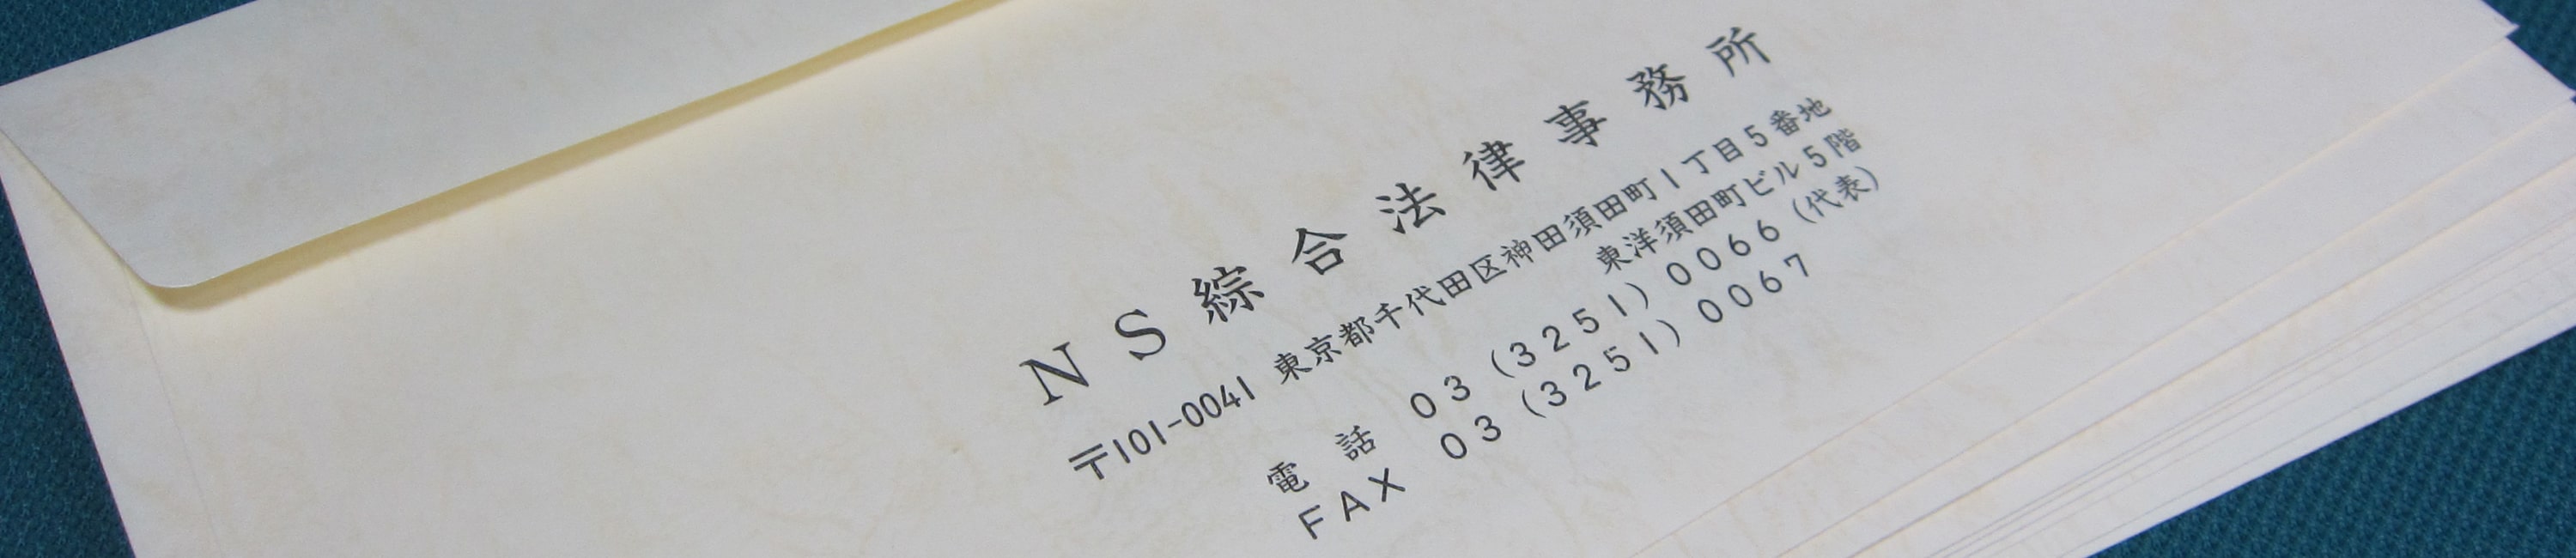 NS綜合法律事務所
〒101-0041 東京都千代田区神田須田町1丁目5番地
東洋須田町ビル5階
電話 03(3251)0066(代表)
FAX 03(3251)0067